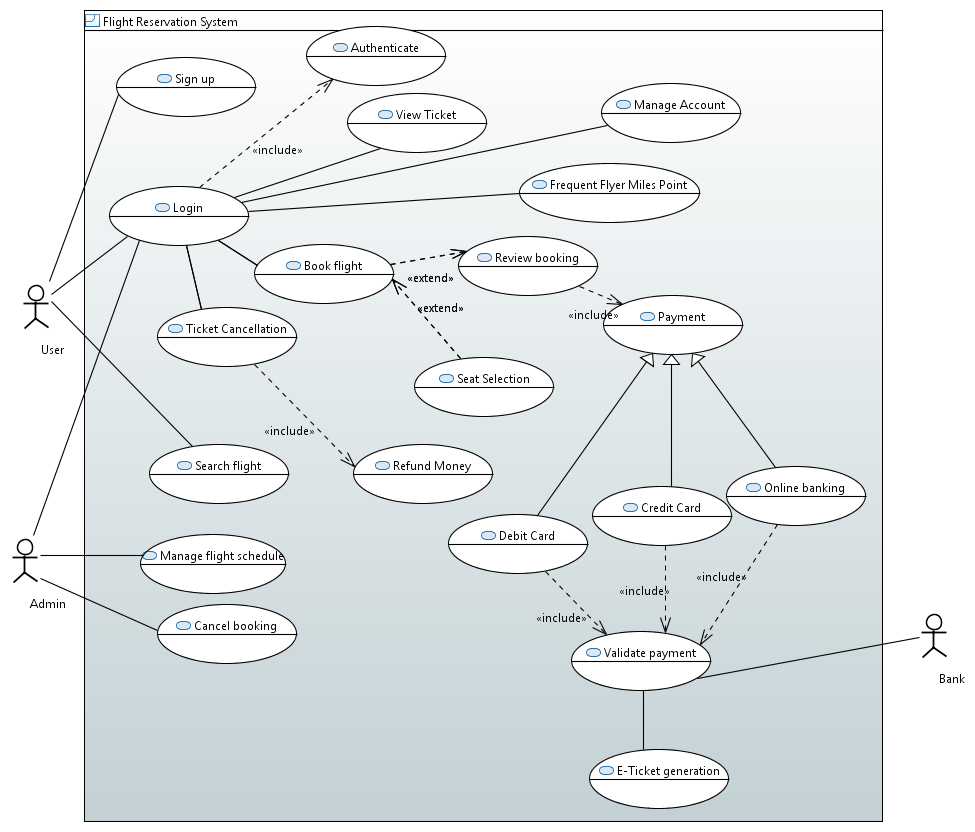 Flight Reservation System
Authenticate
Sign up
Manage Account
View Ticket
«include»
Frequent Flyer Miles Point
Login
Review booking
Book flight
«extend»
«extend»
«include»
Payment
Ticket Cancellation
User
Seat Selection
«include»
Search flight
Refund Money
Online banking
Credit Card
Debit Card
Manage flight schedule
«include»
«include»
Admin
«include»
Cancel booking
Validate payment
Bank
E-Ticket generation